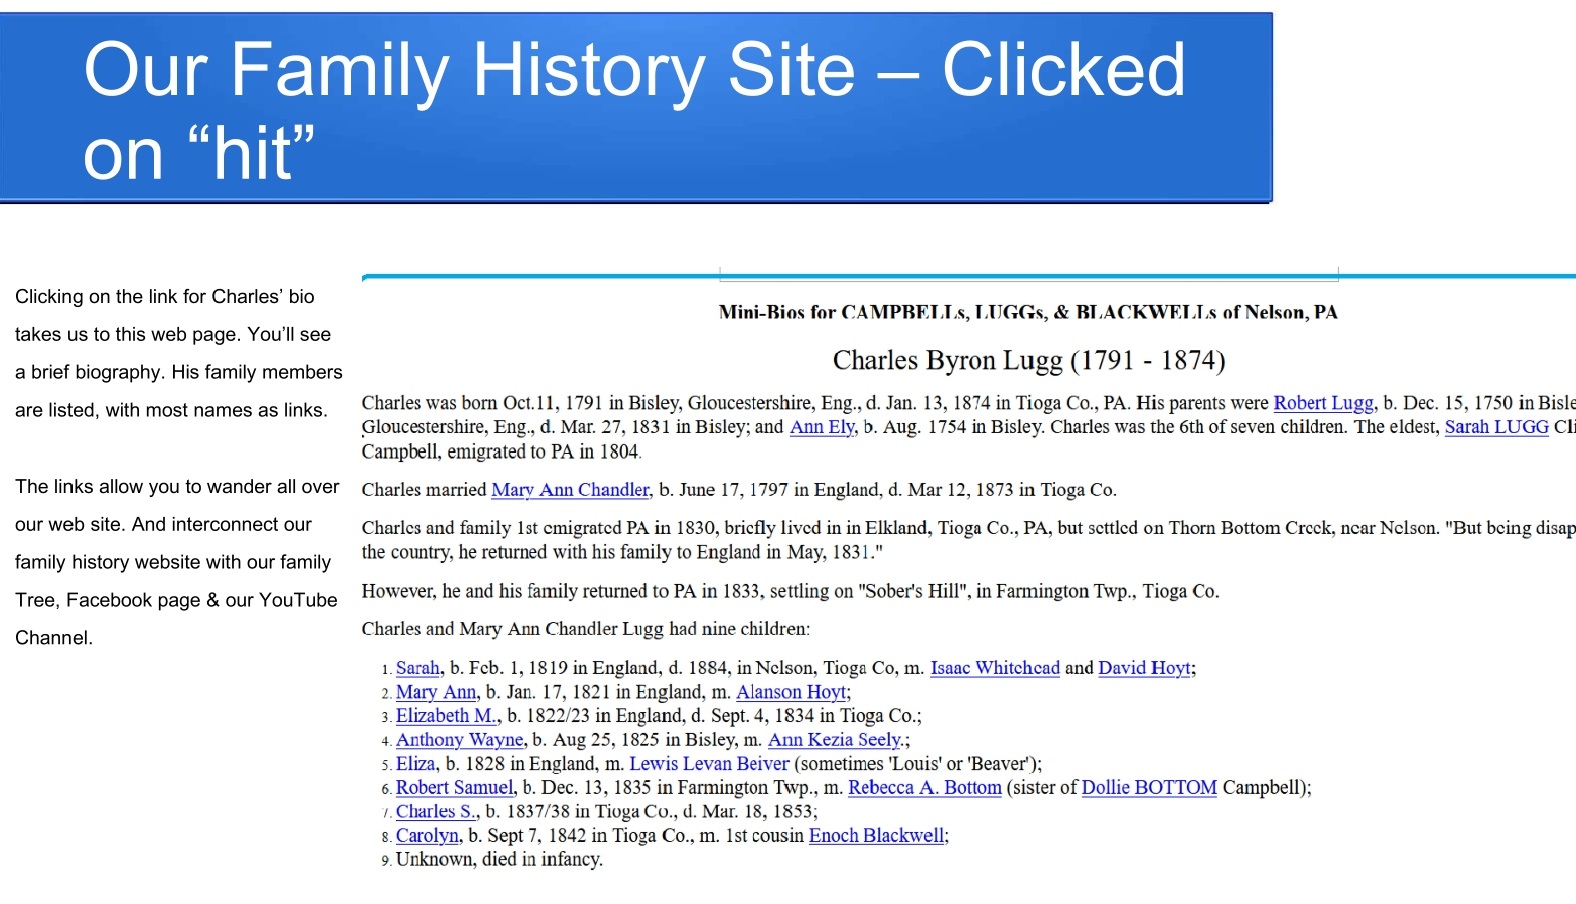 Our Family History Site – Clicked
on “hit”
Clicking on the link for Charles’ bio
takes us to this web page. You’ll see
a brief biography. His family members
are listed, with most names as links.
The links allow you to wander all over
our web site. And interconnect our
family history website with our family
Tree, Facebook page & our YouTube
Channel.
Mini-Bios for CAMPBELLs, LUGGs, & BLACKWELLs of Nelson, PA
Charles Byron Lugg (1791 - 1874)
Charles was born Oct.11, 1791 in Bisley, Gloucestershire, Eng., d. Jan. 13, 1874 in Tioga Co., PA. His parents were Robert Lugg, b. Dec. 15, 1750 in Bisle
Gloucestershire, Eng., d. Mar. 27, 1831 in Bisley; and Ann Ely, b. Aug. 1754 in Bisley. Charles was the 6th of seven children. The eldest, Sarah LUGG Cli
Campbell, emigrated to PA in 1804.
Charles married Mary Ann Chandler, b. June 17, 1797 in England, d. Mar 12, 1873 in Tioga Co.
Charles and family 1st emigrated PA in 1830, briefly lived in in Elkland, Tioga Co., PA, but settled on Thorn Bottom Creek, near Nelson. "But being disap
the country, he returned with his family to England in May, 1831."
However, he and his family returned to PA in 1833, settling on "Sober's Hill", in Farmington Twp., Tioga Co.
Charles and Mary Ann Chandler Lugg had nine children:
1. Sarah, b. Feb. 1, 1819 in England, d. 1884, in Nelson, Tioga Co, m. Isaac Whitehead and David Hoyt;
2. Mary Ann, b. Jan. 17, 1821 in England, m. Alanson Hoyt;
3. Elizabeth M., b. 1822/23 in England, d. Sept. 4, 1834 in Tioga Co.;
4. Anthony Wayne, b. Aug 25, 1825 in Bisley, m. Ann Kezia Seely.;
5. Eliza, b. 1828 in England, m. Lewis Levan Beiver (sometimes 'Louis' or 'Beaver');
6. Robert Samuel, b. Dec. 13, 1835 in Farmington Twp., m. Rebecca A. Bottom (sister of Dollie BOTTOM Campbell);
7. Charles S., b. 1837/38 in Tioga Co., d. Mar. 18, 1853;
8. Carolyn, b. Sept 7, 1842 in Tioga Co., m. 1st cousin Enoch Blackwell;
9. Unknown, died in infancy.